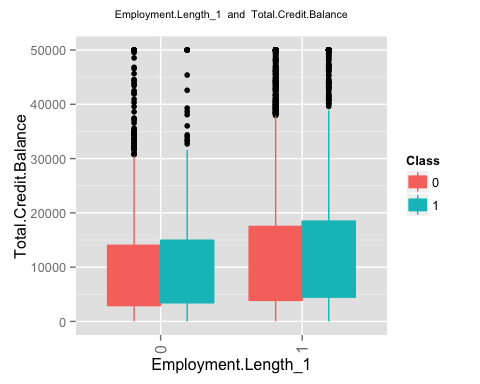 Employment.Length_1 and Total.Credit.Balance
50000
40000
30000
20000
10000
0
Total.Credit.Balance
0
1
Employment.Length_1
Class
0
1